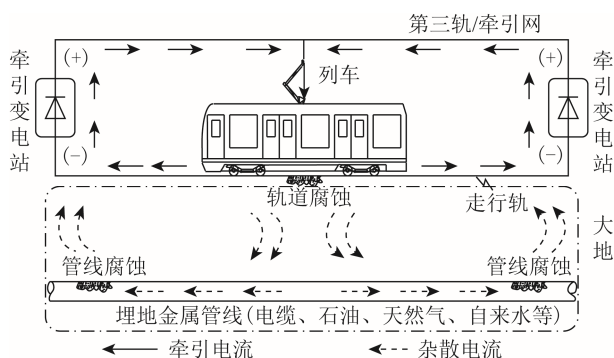 第三轨/牵引网
(+)
(+)
牵引变电站
列车
牵引变电站
(−)
(−)
轨道腐蚀
走行轨
大地
管线腐蚀
管线腐蚀
埋地金属管线(电缆、石油、天然气、自来水等)
牵引电流
杂散电流